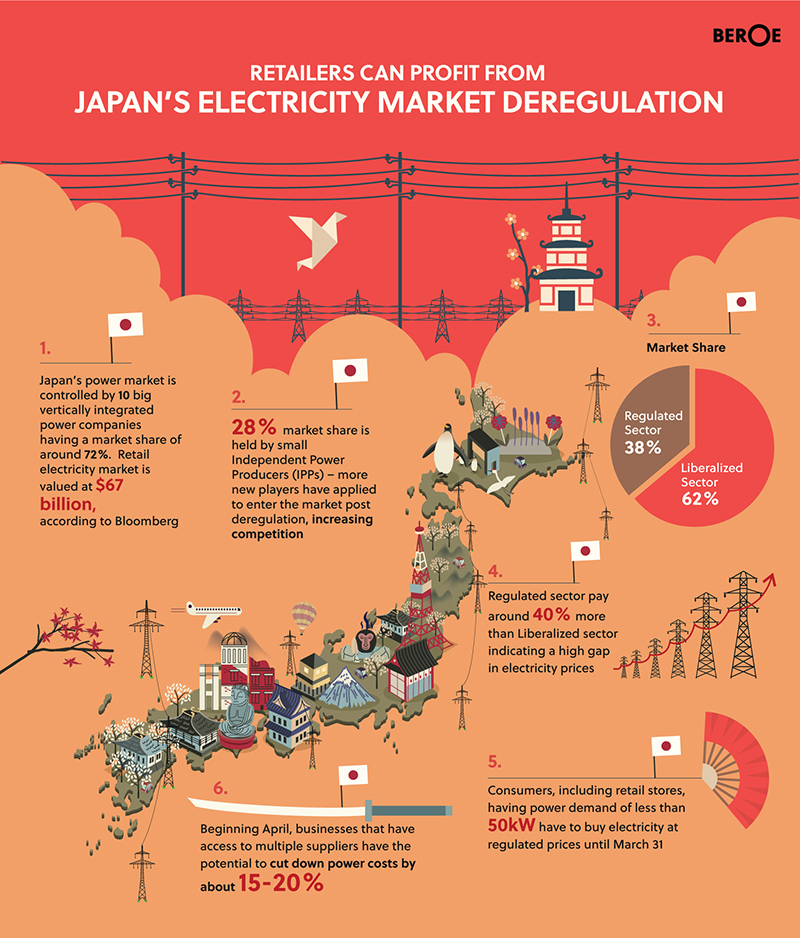 BEROE
RETAILERS CAN PROFIT FROM
JAPAN'S ELECTRICITY MARKET DEREGULATION
1.
Japan's power market is
controlled by 10 big
vertically integrated
power companies
having a market share of
around 72%. Retail
electricity market is
valued at $67
billion,
according to Bloomberg
2.
28% market share is
held by small
Independent Power
Producers (IPPs) – more
new players have applied
to enter the market post
deregulation, increasing
competition
3.
Market Share
Regulated
Sector
38%
Liberalized
Sector
62%
4.
Regulated sector pay
around 40% more
than Liberalized sector
indicating a high gap
in electricity prices
5.
Consumers, including retail stores,
having power demand of less than
50kW have to buy electricity at
regulated prices until March 31
6.
Beginning April, businesses that have
access to multiple suppliers have the
potential to cut down power costs by
about 15-20%